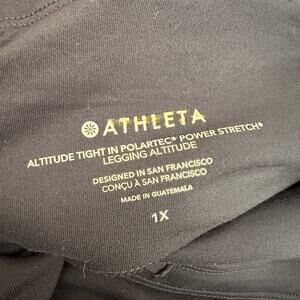 ATHLETA
ALTITUDE TIGHT IN POLARTEC® POWER STRETCH®
LEGGING ALTITUDE
DESIGNED IN SAN FRANCISCO
CONÇU À SAN FRANCISCO
MADE IN GUATEMALA
1X